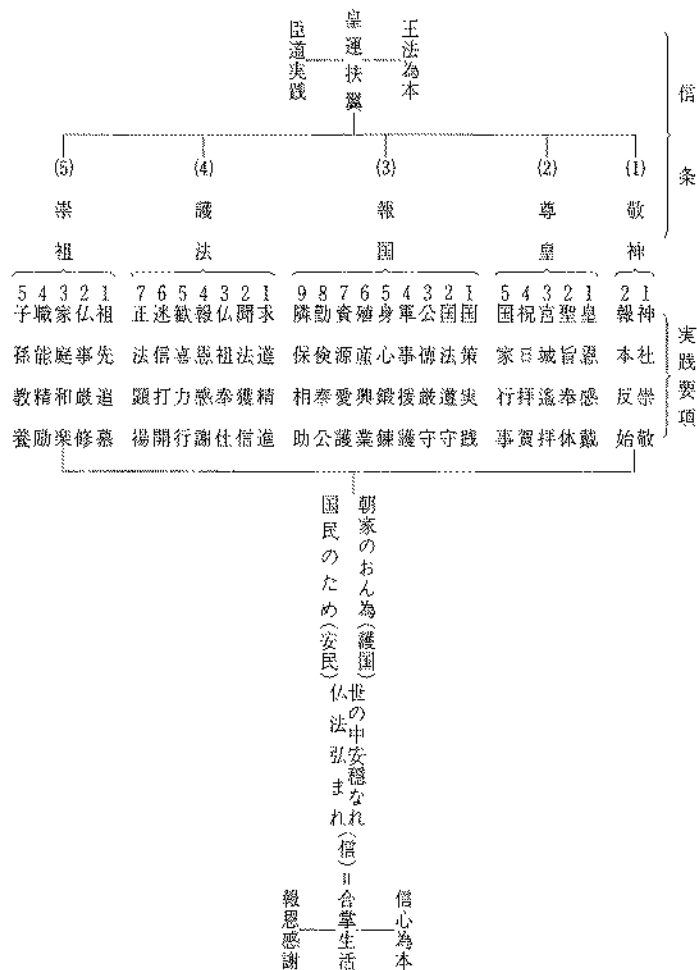 信条
王法為本
皇運扶翼
臣道実践
(1)
敬神
(2)
尊皇
(3)
報国
(4)
護法
(5)
崇祖
実践要項
1神社崇敬
2報本反始
1皇恩感戴
2聖旨奉体
3宮城遙拝
4祝日拝賀
5国家行事
1国策実践
2国法遵守
3公徳厳守
4軍事援護
5身心鍛錬
6殖産興業
7資源愛護
8勤倹奉公
9隣保相助
1求道精進
2聞法獲信
3仏祖奉仕
4報恩感謝
5歓喜力行
6迷信打開
7正法顕揚
1祖先追慕
2仏事厳修
3家庭和楽
4職能精励
5子孫教養
朝家のおん為(護国)
国民のため(安民)
世の中安穏なれ
仏法弘まれ
(信)=合掌生活
信心為本
報恩感謝